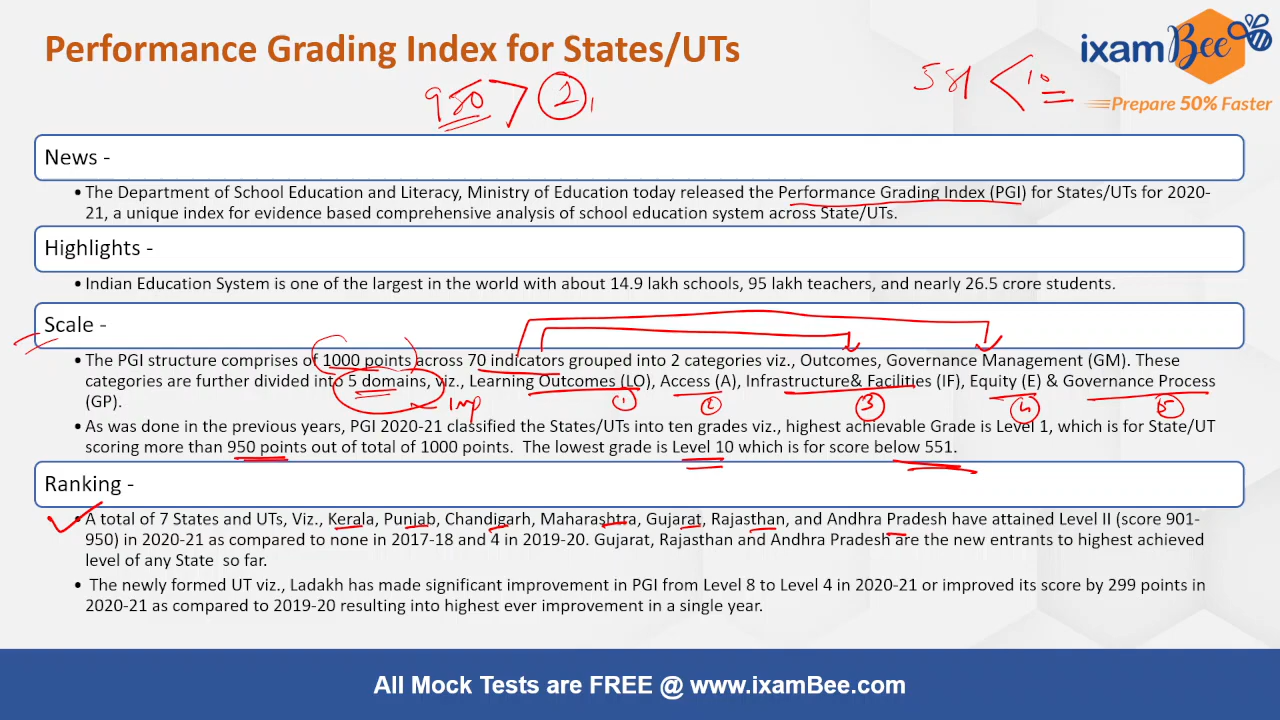 Performance Grading Index for States/UTs
ixamBee
Prepare 50% Faster
950 > 2
551 < 10
News -
• The Department of School Education and Literacy, Ministry of Education today released the Performance Grading Index (PGI) for States/UTs for 2020-
21, a unique index for evidence based comprehensive analysis of school education system across State/UTs.
Highlights -
• Indian Education System is one of the largest in the world with about 14.9 lakh schools, 95 lakh teachers, and nearly 26.5 crore students.
Scale -
• The PGI structure comprises of 1000 points across 70 indicators grouped into 2 categories viz., Outcomes, Governance Management (GM). These
categories are further divided into 5 domains, viz., Learning Outcomes (LO), Access (A), Infrastructure& Facilities (IF), Equity (E) & Governance Process
(GP).
imp
1 2 3 4 5
• As was done in the previous years, PGI 2020-21 classified the States/UTs into ten grades viz., highest achievable Grade is Level 1, which is for State/UT
scoring more than 950 points out of total of 1000 points. The lowest grade is Level 10 which is for score below 551.
Ranking -
• A total of 7 States and UTs, Viz., Kerala, Punjab, Chandigarh, Maharashtra, Gujarat, Rajasthan, and Andhra Pradesh have attained Level II (score 901-
950) in 2020-21 as compared to none in 2017-18 and 4 in 2019-20. Gujarat, Rajasthan and Andhra Pradesh are the new entrants to highest achieved
level of any State so far.
• The newly formed UT viz., Ladakh has made significant improvement in PGI from Level 8 to Level 4 in 2020-21 or improved its score by 299 points in
2020-21 as compared to 2019-20 resulting into highest ever improvement in a single year.
All Mock Tests are FREE @ www.ixamBee.com